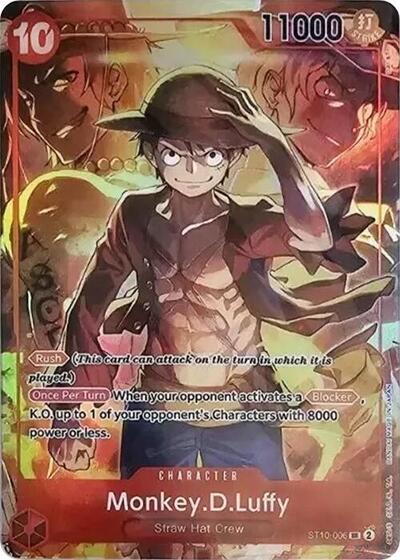 10
11000
打
STRIKE
Rush (This card can attack on the turn in which it is
played.)
Once Per Turn When your opponent activates a Blocker ,
K.O. up to 1 of your opponent's Characters with 8000
power or less.
CHARACTER
Monkey.D.Luffy
Straw Hat Crew
ST10-006 2